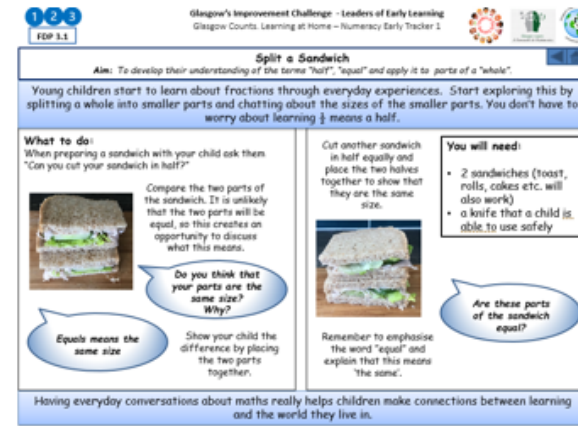 1 2 3
FDP 3.1
Glasgow's Improvement Challenge - Leaders of Early Learning
Glasgow Counts. Learning at Home – Numeracy Early Tracker 1
Split a Sandwich
Aim: To develop their understanding of the terms "half", "equal" and apply it to parts of a "whole".
Young children start to learn about fractions through everyday experiences. Start exploring this by
splitting a whole into smaller parts and chatting about the sizes of the smaller parts. You don't have to
worry about learning ½ means a half.
What to do:
When preparing a sandwich with your child ask them
"Can you cut your sandwich in half?"
Compare the two parts of
the sandwich. It is unlikely
that the two parts will be
equal, so this creates an
opportunity to discuss
what this means.
Do you think that
your parts are the
same size?
Why?
Equals means the
same size
Show your child the
difference by placing
the two parts
together.
Cut another sandwich
in half equally and
place the two halves
together to show that
they are the same
size.
Remember to emphasise
the word "equal" and
explain that this means
'the same'.
You will need:
• 2 sandwiches (toast,
rolls, cakes etc. will
also work)
• a knife that a child is
able to use safely
Are these parts
of the sandwich
equal?
Having everyday conversations about maths really helps children make connections between learning
and the world they live in.